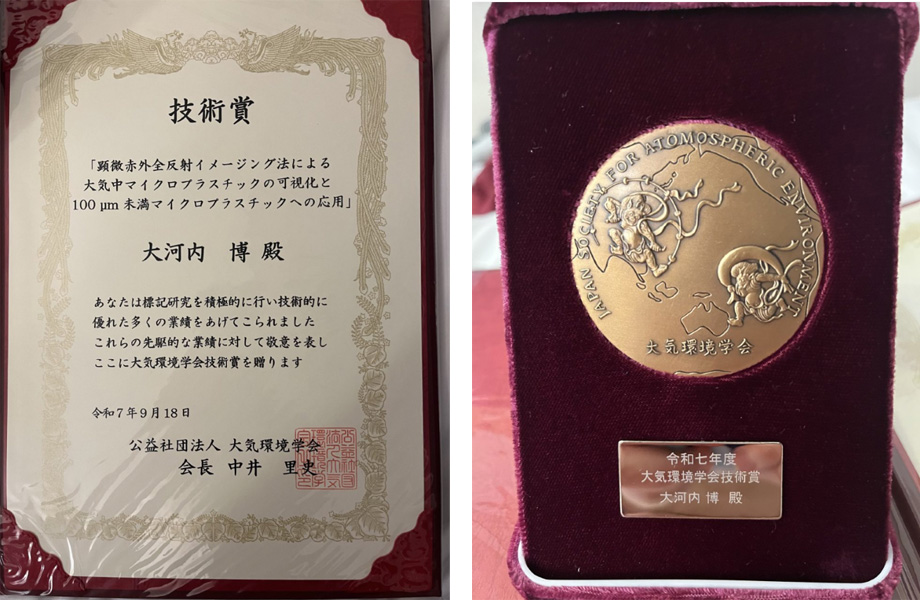 技術賞
「顕微赤外全反射イメージング法による
大気中マイクロプラスチックの可視化と
100 μm 未満マイクロプラスチックへの応用」
大河内 博 殿
あなたは標記研究を積極的に行い技術的に
優れた多くの業績をあげてこられました
これらの先駆的な業績に対して敬意を表し
ここに大気環境学会技術賞を贈ります
令和7年9月18日
公益社団法人 大気環境学会
会長 中井 里史
JAPAN SOCIETY FOR ATOMOSPHERIC ENVIRONMENT
大気環境学会
令和七年度
大気環境学会技術賞
大河内 博 殿